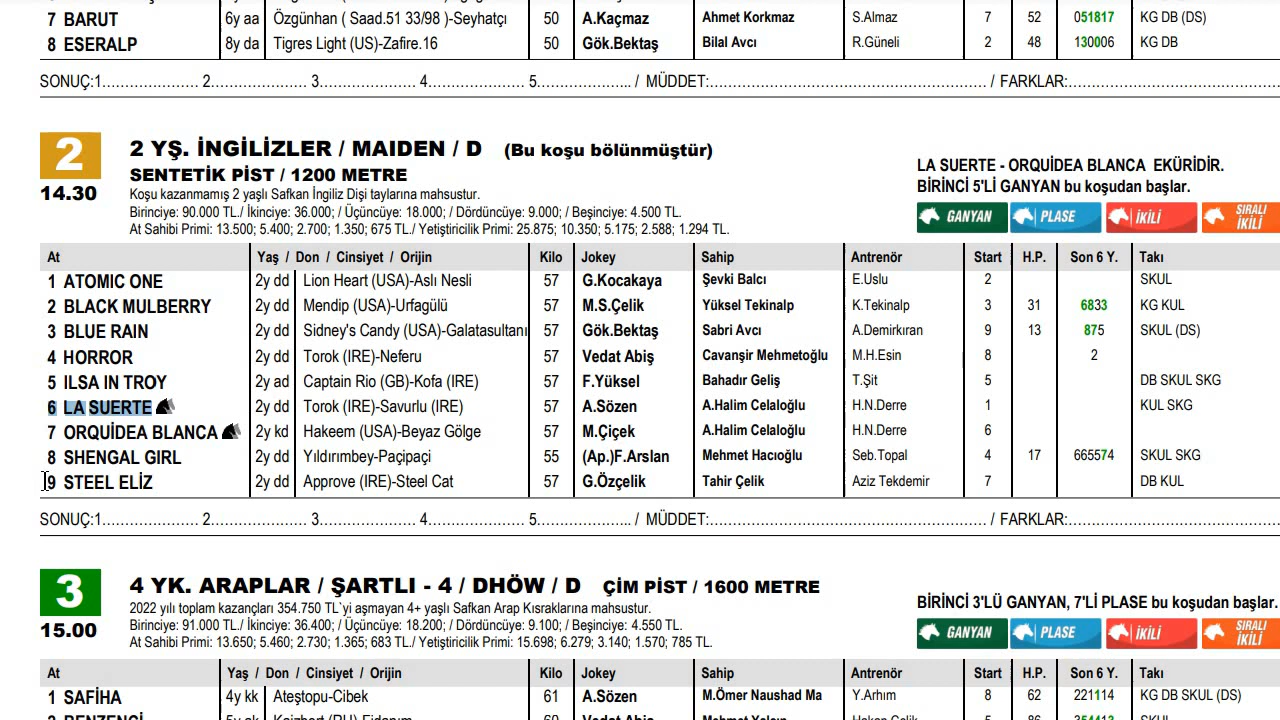 7 BARUT 6y aa Özgünhan ( Saad.51 33/98 )-Seyhatçı 50 A.Kaçmaz Ahmet Korkmaz S.Almaz 7 52 051817 KG DB (DS)
8 ESERALP 8y da Tigres Light (US)-Zafire.16 50 Gök.Bektaş Bilal Avcı R.Güneli 2 48 130006 KG DB
SONUÇ:1..................... 2..................... 3..................... 4..................... 5..................... / MÜDDET:............................................................ / FARKLAR:..............................................
2 2 YŞ. İNGİLİZLER / MAIDEN / D (Bu koşu bölünmüştür)
14.30 SENTETİK PİST / 1200 METRE
Koşu kazanmamış 2 yaşlı Safkan İngiliz Dişi taylarına mahsustur.
Birinciye: 90.000 TL./ İkinciye: 36.000; / Üçüncüye: 18.000; / Dördüncüye: 9.000; / Beşinciye: 4.500 TL.
At Sahibi Primi: 13.500; 5.400; 2.700; 1.350; 675 TL./ Yetiştiricilik Primi: 25.875; 10.350; 5.175; 2.588; 1.294 TL.
LA SUERTE - ORQUİDEA BLANCA EKÜRİDİR.
BİRİNCİ 5'Lİ GANYAN bu koşudan başlar.
GANYAN PLASE İKİLİ SIRALI İKİLİ
At Yaş / Don / Cinsiyet / Orijin Kilo Jokey Sahip Antrenör Start H.P. Son 6 Y. Takı
1 ATOMIC ONE 2y dd Lion Heart (USA)-Aslı Nesli 57 G.Kocakaya Şevki Balcı E.Uslu 2 SKUL
2 BLACK MULBERRY 2y dd Mendip (USA)-Urfagülü 57 M.S.Çelik Yüksel Tekinalp K.Tekinalp 3 31 6833 KG KUL
3 BLUE RAIN 2y dd Sidney's Candy (USA)-Galatasultanı 57 Gök.Bektaş Sabri Avcı A.Demirkıran 9 13 875 SKUL (DS)
4 HORROR 2y dd Torok (IRE)-Neferu 57 Vedat Abiş Cavanşir Mehmetoğlu M.H.Esin 8 2
5 ILSA IN TROY 2y ad Captain Rio (GB)-Kofa (IRE) 57 F.Yüksel Bahadır Geliş T.Şit 5 DB SKUL SKG
6 LA SUERTE 2y dd Torok (IRE)-Savurlu (IRE) 57 A.Sözen A.Halim Celaloğlu H.N.Derre 1 KUL SKG
7 ORQUİDEA BLANCA 2y kd Hakeem (USA)-Beyaz Gölge 57 M.Çiçek A.Halim Celaloğlu H.N.Derre 6
8 SHENGAL GIRL 2y dd Yıldırımbey-Paçipaçi 55 (Ap.)F.Arslan Mehmet Hacıoğlu Seb.Topal 4 17 665574 SKUL SKG
9 STEEL ELİZ 2y dd Approve (IRE)-Steel Cat 57 G.Özçelik Tahir Çelik Aziz Tekdemir 7 DB KUL
SONUÇ:1..................... 2..................... 3..................... 4..................... 5..................... / MÜDDET:............................................................ / FARKLAR:..............................................
3 4 YK. ARAPLAR / ŞARTLI - 4 / DHÖW / D ÇİM PİST / 1600 METRE
15.00 2022 yılı toplam kazançları 354.750 TL`yi aşmayan 4+ yaşlı Safkan Arap Kısraklarına mahsustur.
Birinciye: 91.000 TL./ İkinciye: 36.400; / Üçüncüye: 18.200; / Dördüncüye: 9.100; / Beşinciye: 4.550 TL.
At Sahibi Primi: 13.650; 5.460; 2.730; 1.365; 683 TL./ Yetiştiricilik Primi: 15.698; 6.279; 3.140; 1.570; 785 TL.
BİRİNCİ 3'LÜ GANYAN, 7'Lİ PLASE bu koşudan başlar.
GANYAN PLASE İKİLİ SIRALI İKİLİ
At Yaş / Don / Cinsiyet / Orijin Kilo Jokey Sahip Antrenör Start H.P. Son 6 Y. Takı
1 SAFİHA 4y kk Ateştopu-Cibek 61 A.Sözen M.Ömer Naushad Ma Y.Arhım 8 62 221114 KG DB SKUL (DS)